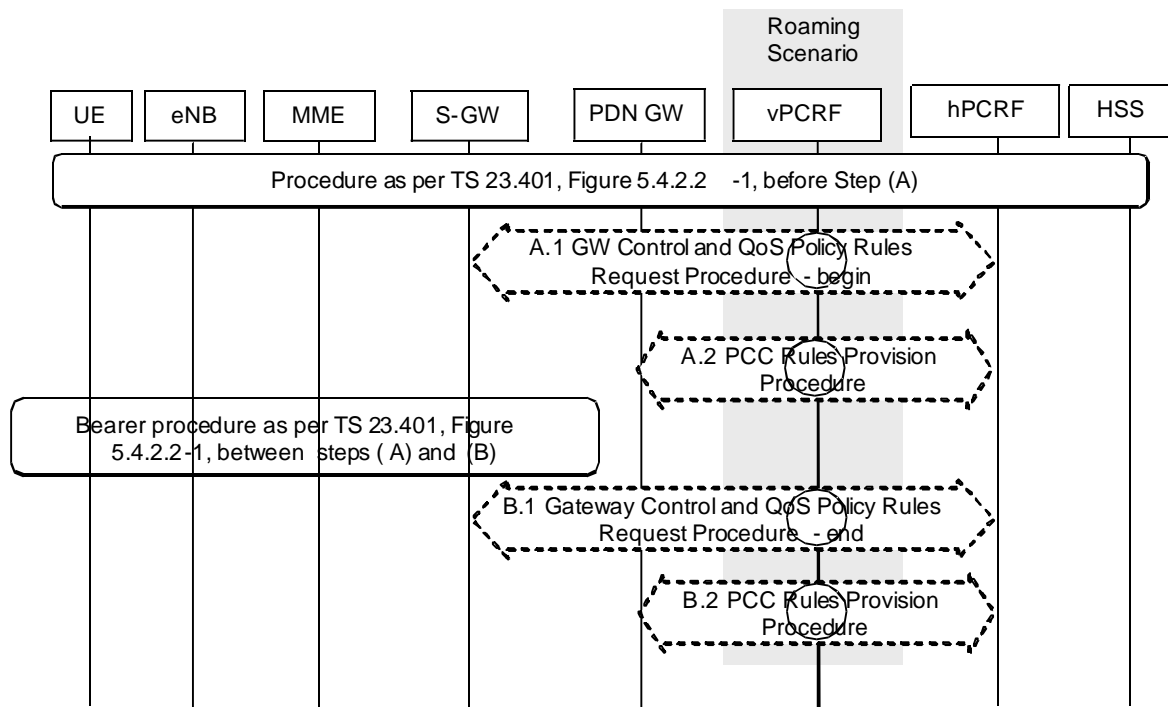 Roaming
Scenario
UE
eNB
MME
S-GW
PDN GW
vPCRF
hPCRF
HSS
Procedure as per TS 23.401, Figure 5.4.2.2 -1, before Step (A)
A.1 GW Control and QoS Policy Rules
Request Procedure - begin
A.2 PCC Rules Provision
Procedure
Bearer procedure as per TS 23.401, Figure
5.4.2.2-1, between steps ( A) and (B)
B.1 Gateway Control and QoS Policy Rules
Request Procedure - end
B.2 PCC Rules Provision
Procedure